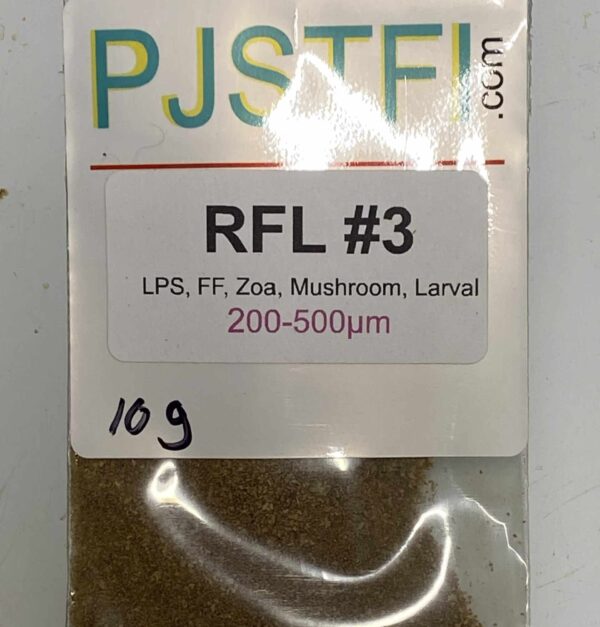 PJSTFI.com
RFL #3
LPS, FF, Zoa, Mushroom, Larval
200-500µm
10g